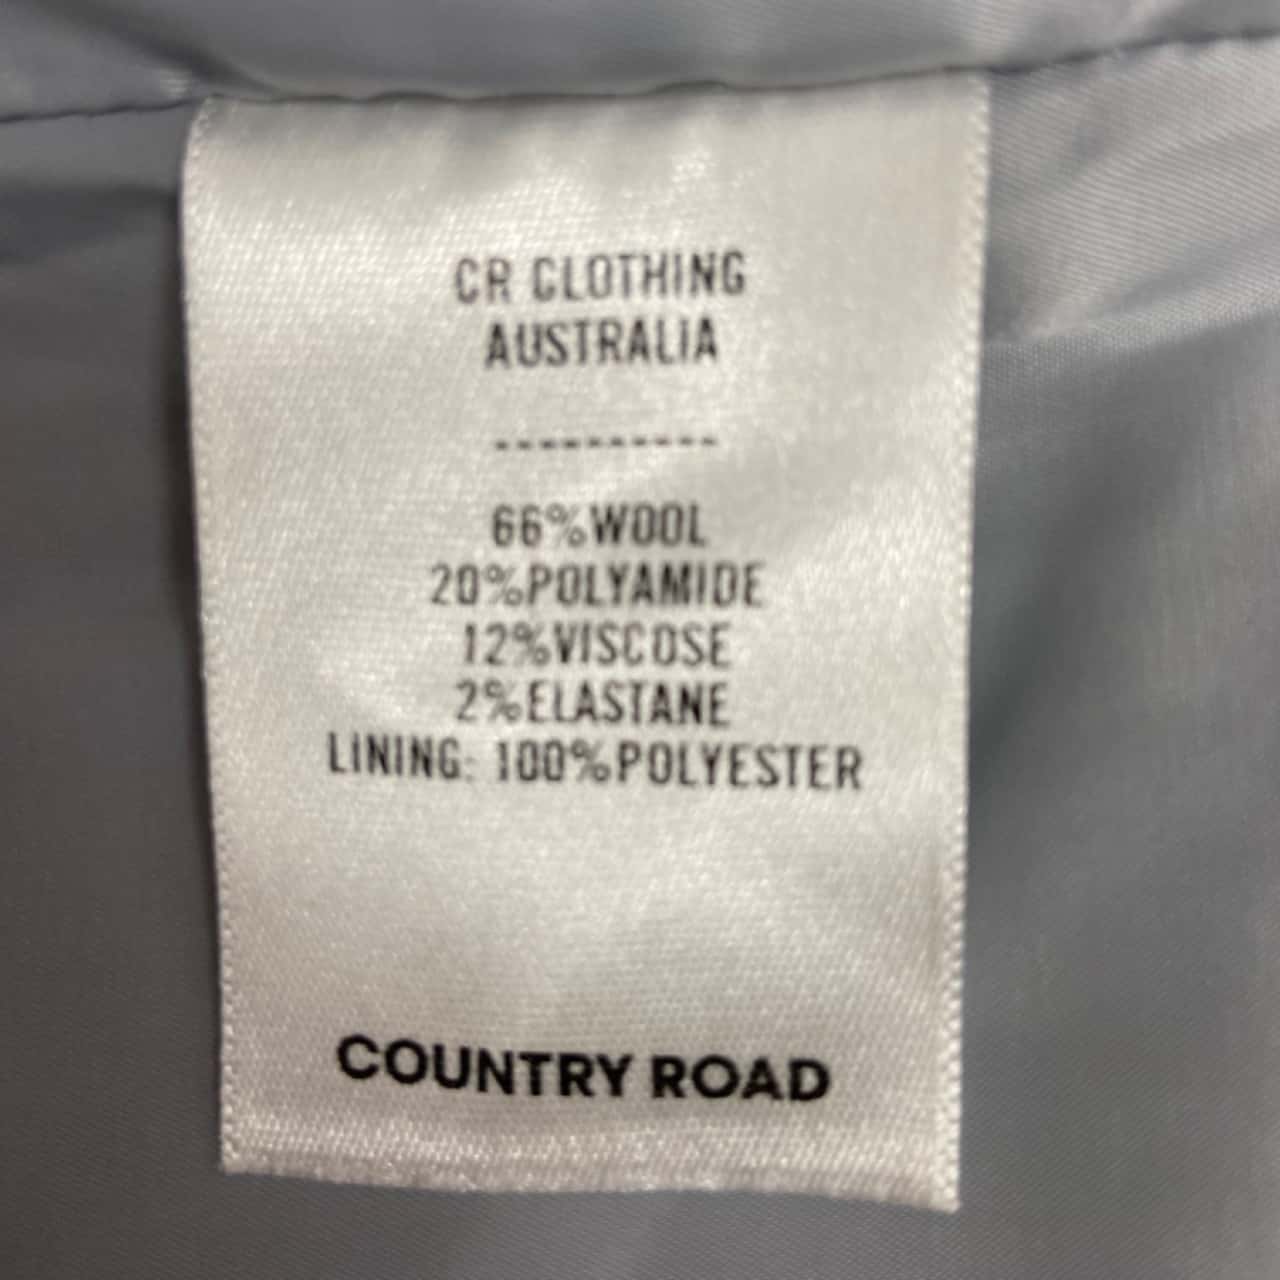 CR CLOTHING
AUSTRALIA
----------
66%WOOL
20%POLYAMIDE
12%VISCOSE
2%ELASTANE
LINING: 100%POLYESTER
COUNTRY ROAD